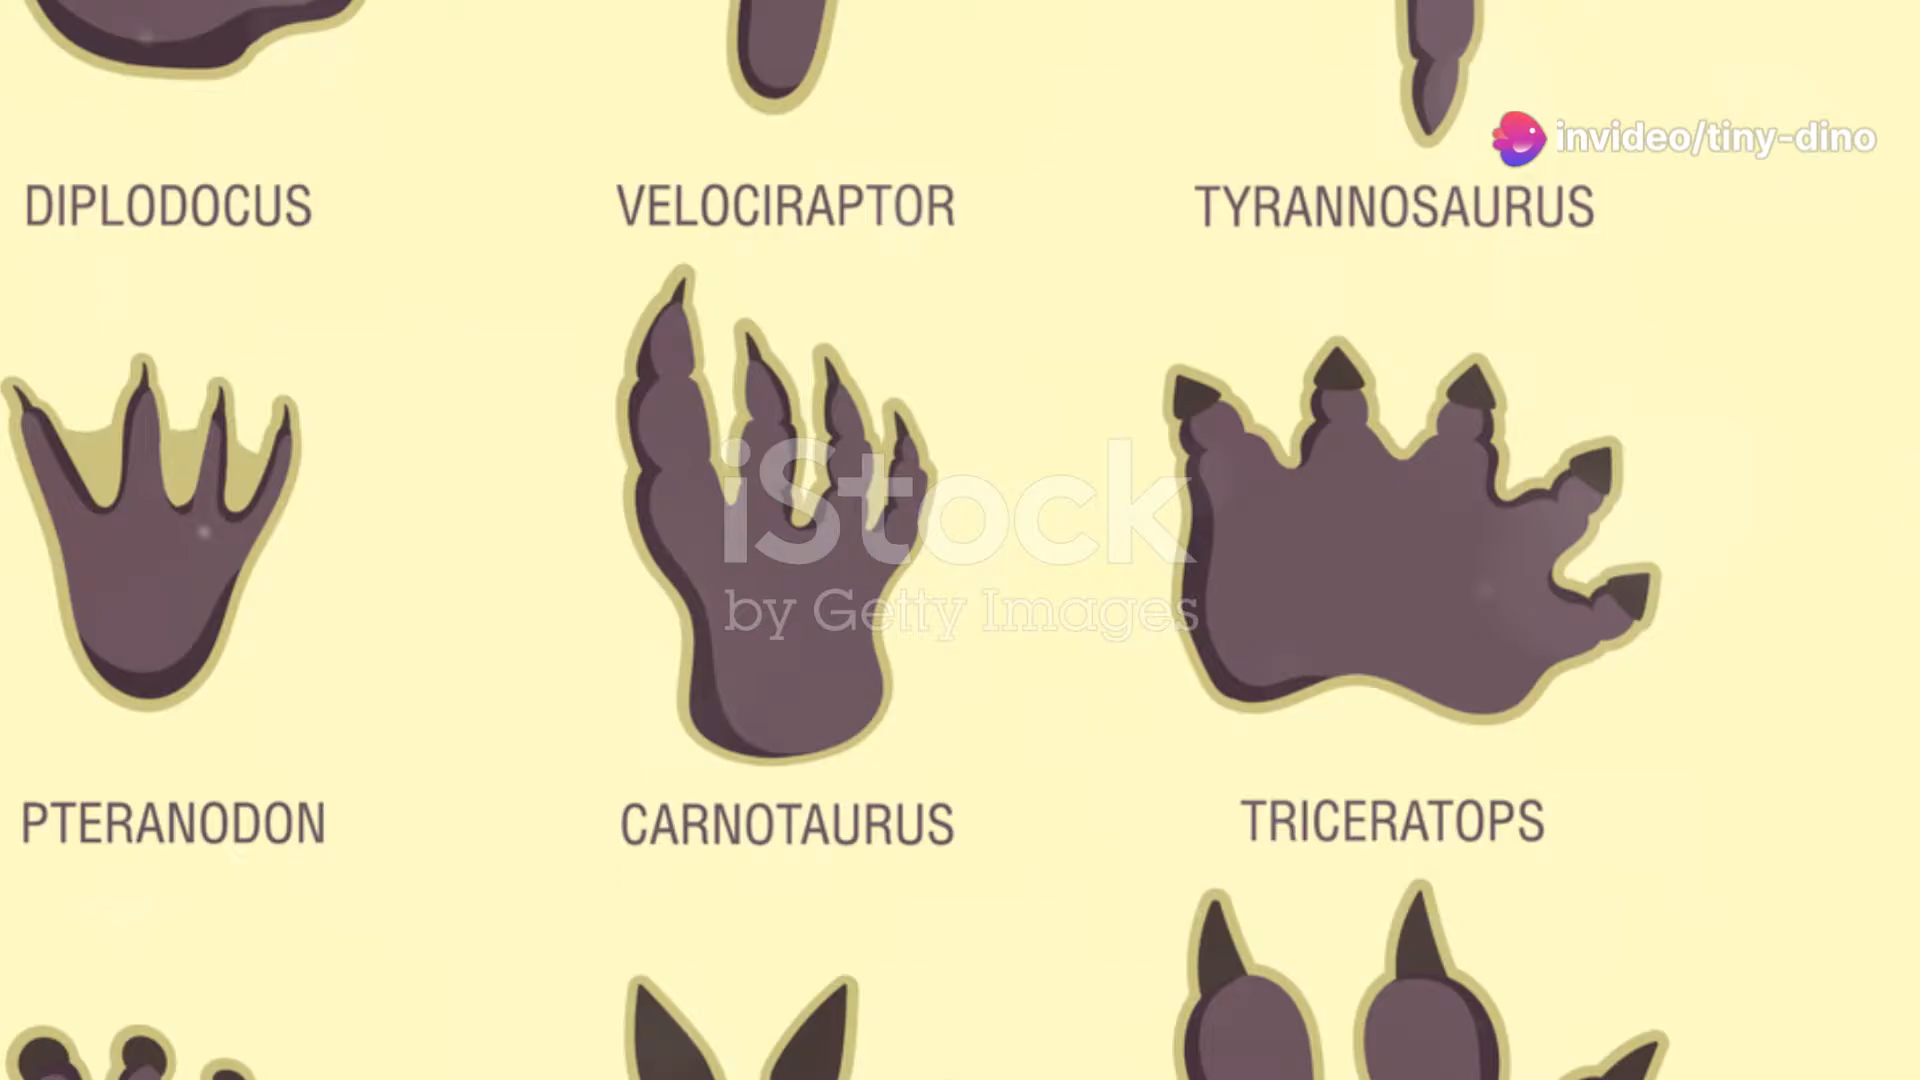 invideo/tiny-dino
DIPLODOCUS
VELOCIRAPTOR
TYRANNOSAURUS
iStock
by Getty Images
PTERANODON
CARNOTAURUS
TRICERATOPS